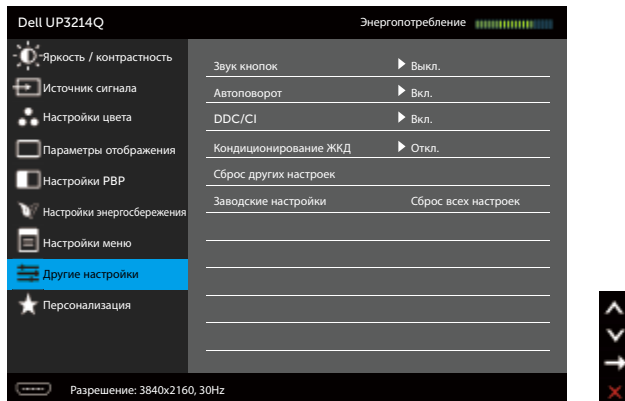 Dell UP3214Q
Энергопотребление
Яркость / контрастность
Источник сигнала
Настройки цвета
Параметры отображения
Настройки PBP
Настройки энергосбережения
Настройки меню
Другие настройки
Персонализация
Звук кнопок Выкл.
Автоповорот Вкл.
DDC/CI Вкл.
Кондиционирование ЖКД Откл.
Сброс других настроек
Заводские настройки Сброс всех настроек
Разрешение: 3840x2160, 30Hz